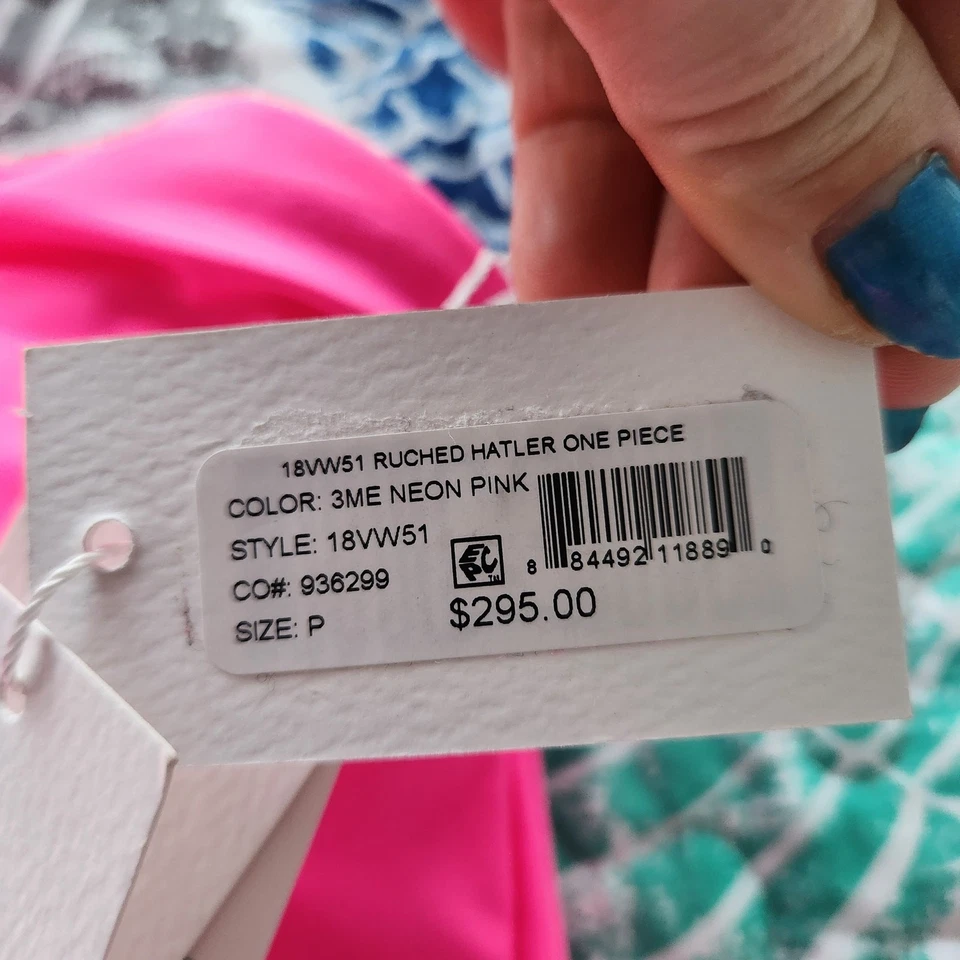 18VW51 RUCHED HATLER ONE PIECE
COLOR: 3ME NEON PINK
STYLE: 18VW51
CO#: 936299
SIZE: P
EPC™
8 84492 11889 0
$295.00